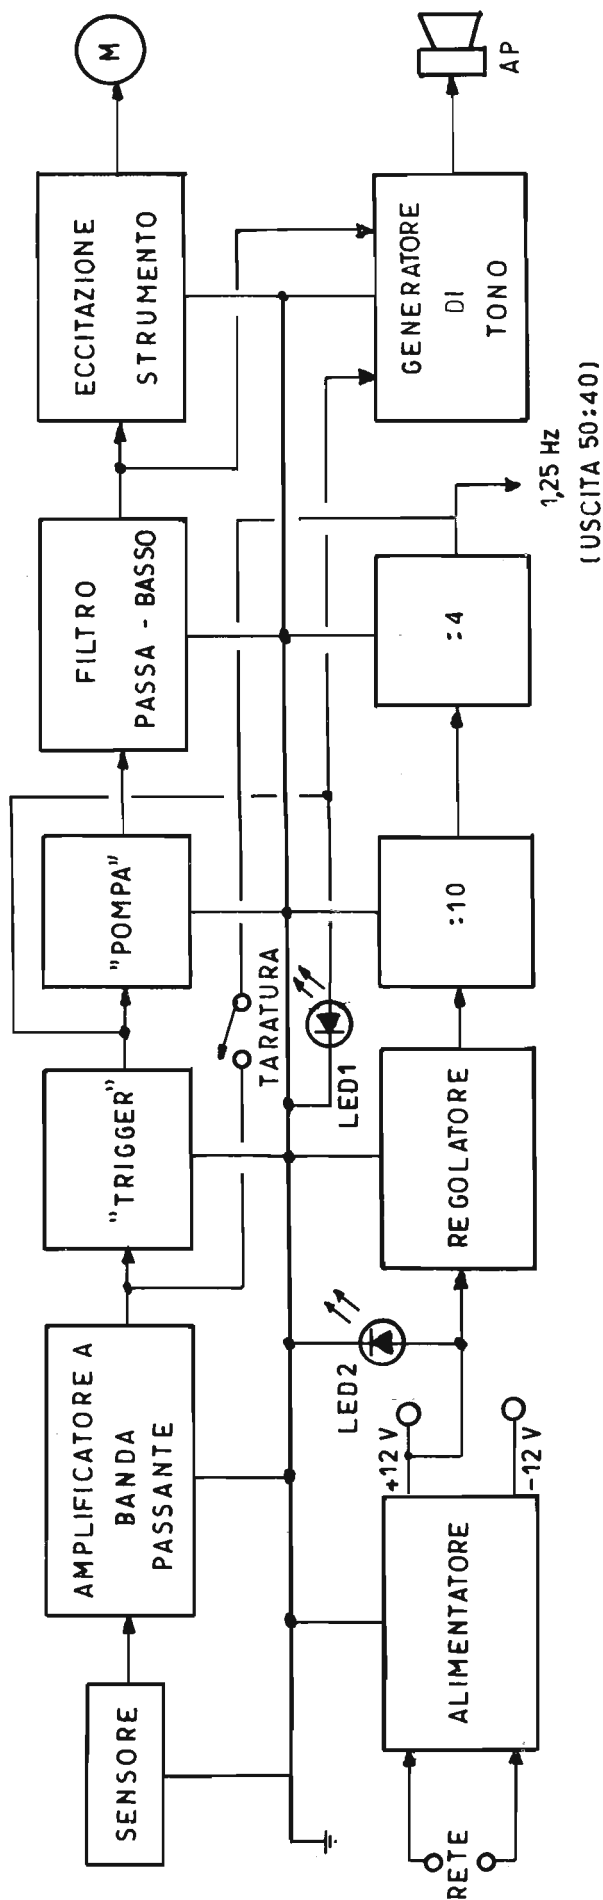 SENSORE
AMPLIFICATORE A
BANDA
PASSANTE
"TRIGGER"
"POMPA"
FILTRO
PASSA - BASSO
ECCITAZIONE
STRUMENTO
M
TARATURA
LED1
LED2
RETE
ALIMENTATORE
+12 V
-12 V
REGOLATORE
:10
:4
1,25 Hz
(USCITA 50:40)
GENERATORE
DI
TONO
AP